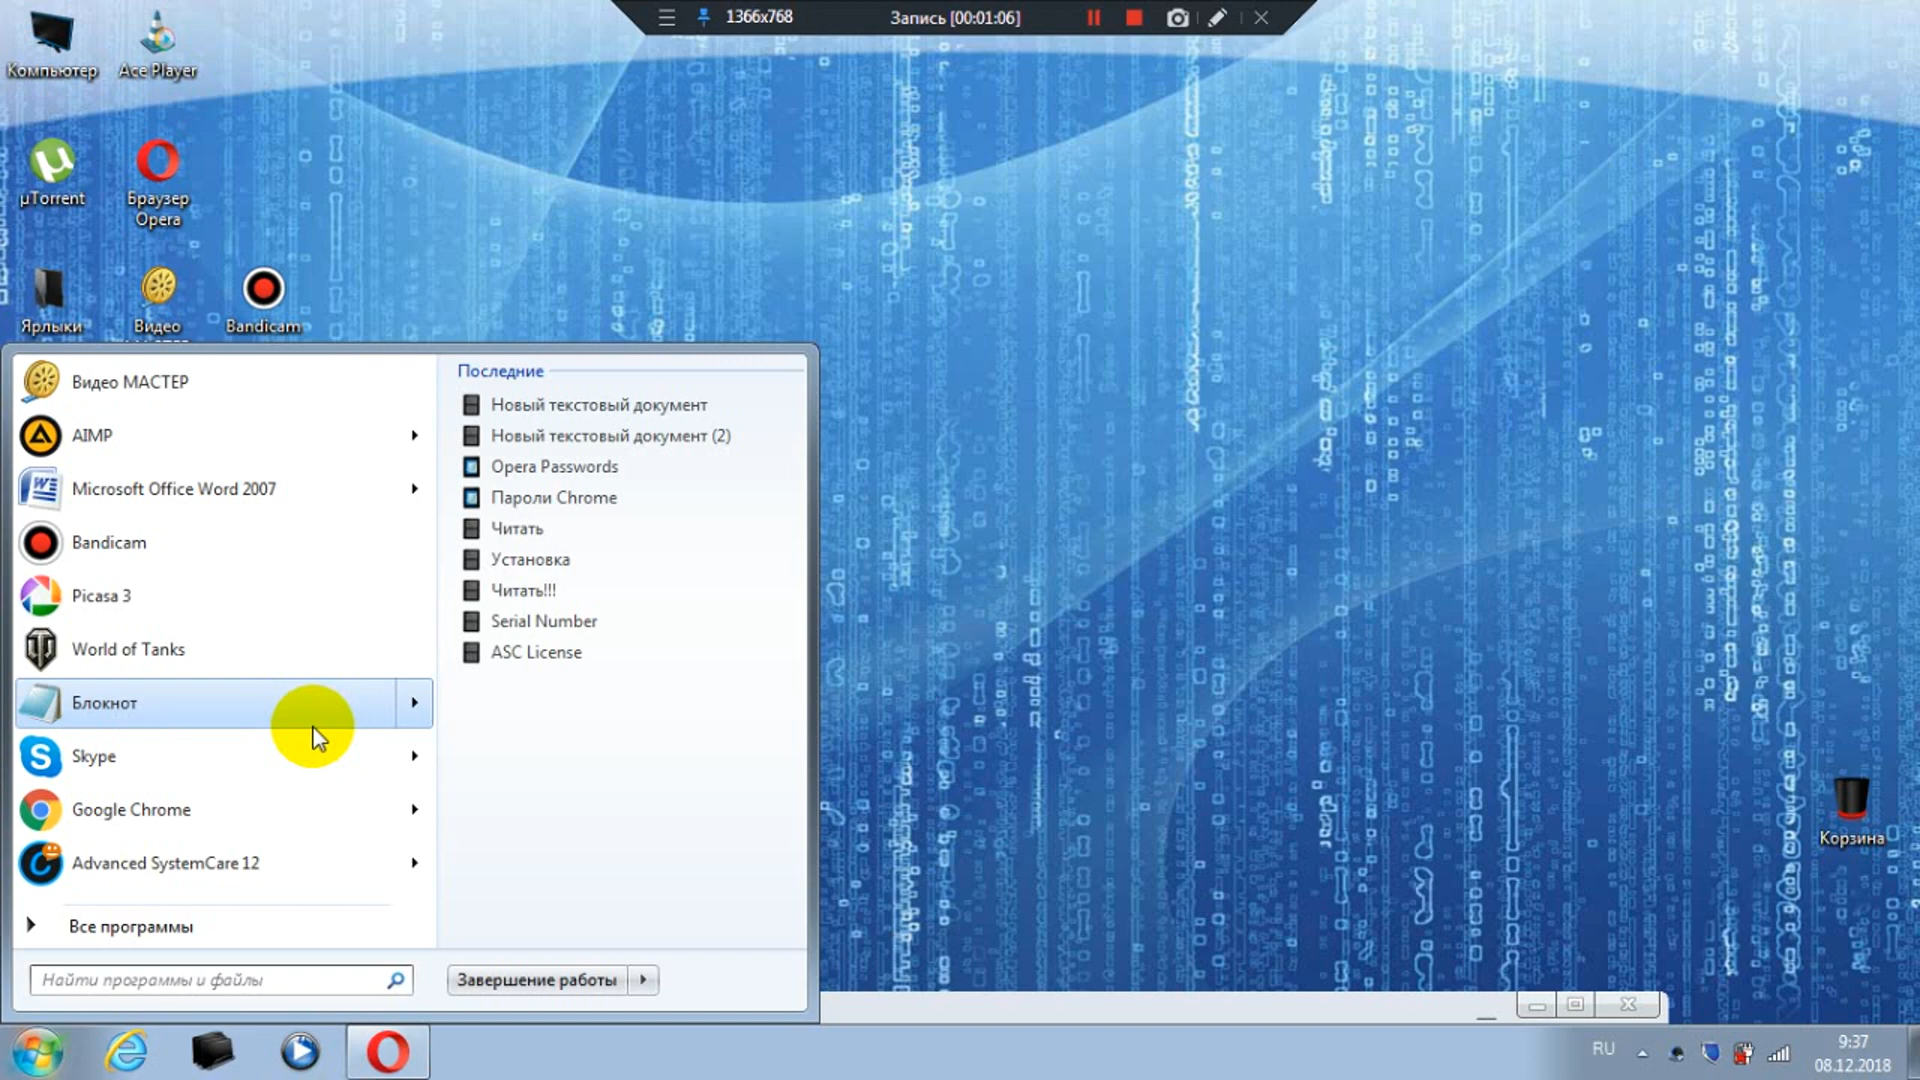 1366x768
Запись [00:01:06]
Компьютер
Ace Player
µTorrent
Браузер
Opera
Ярлыки
Видео
Bandicam
Видео МАСТЕР
AIMP
Microsoft Office Word 2007
Bandicam
Picasa 3
World of Tanks
Блокнот
Skype
Google Chrome
Advanced SystemCare 12
Все программы
Найти программы и файлы
Последние
Новый текстовый документ
Новый текстовый документ (2)
Opera Passwords
Пароли Chrome
Читать
Установка
Читать!!!
Serial Number
ASC License
Завершение работы
Корзина
RU
9:37
08.12.2018